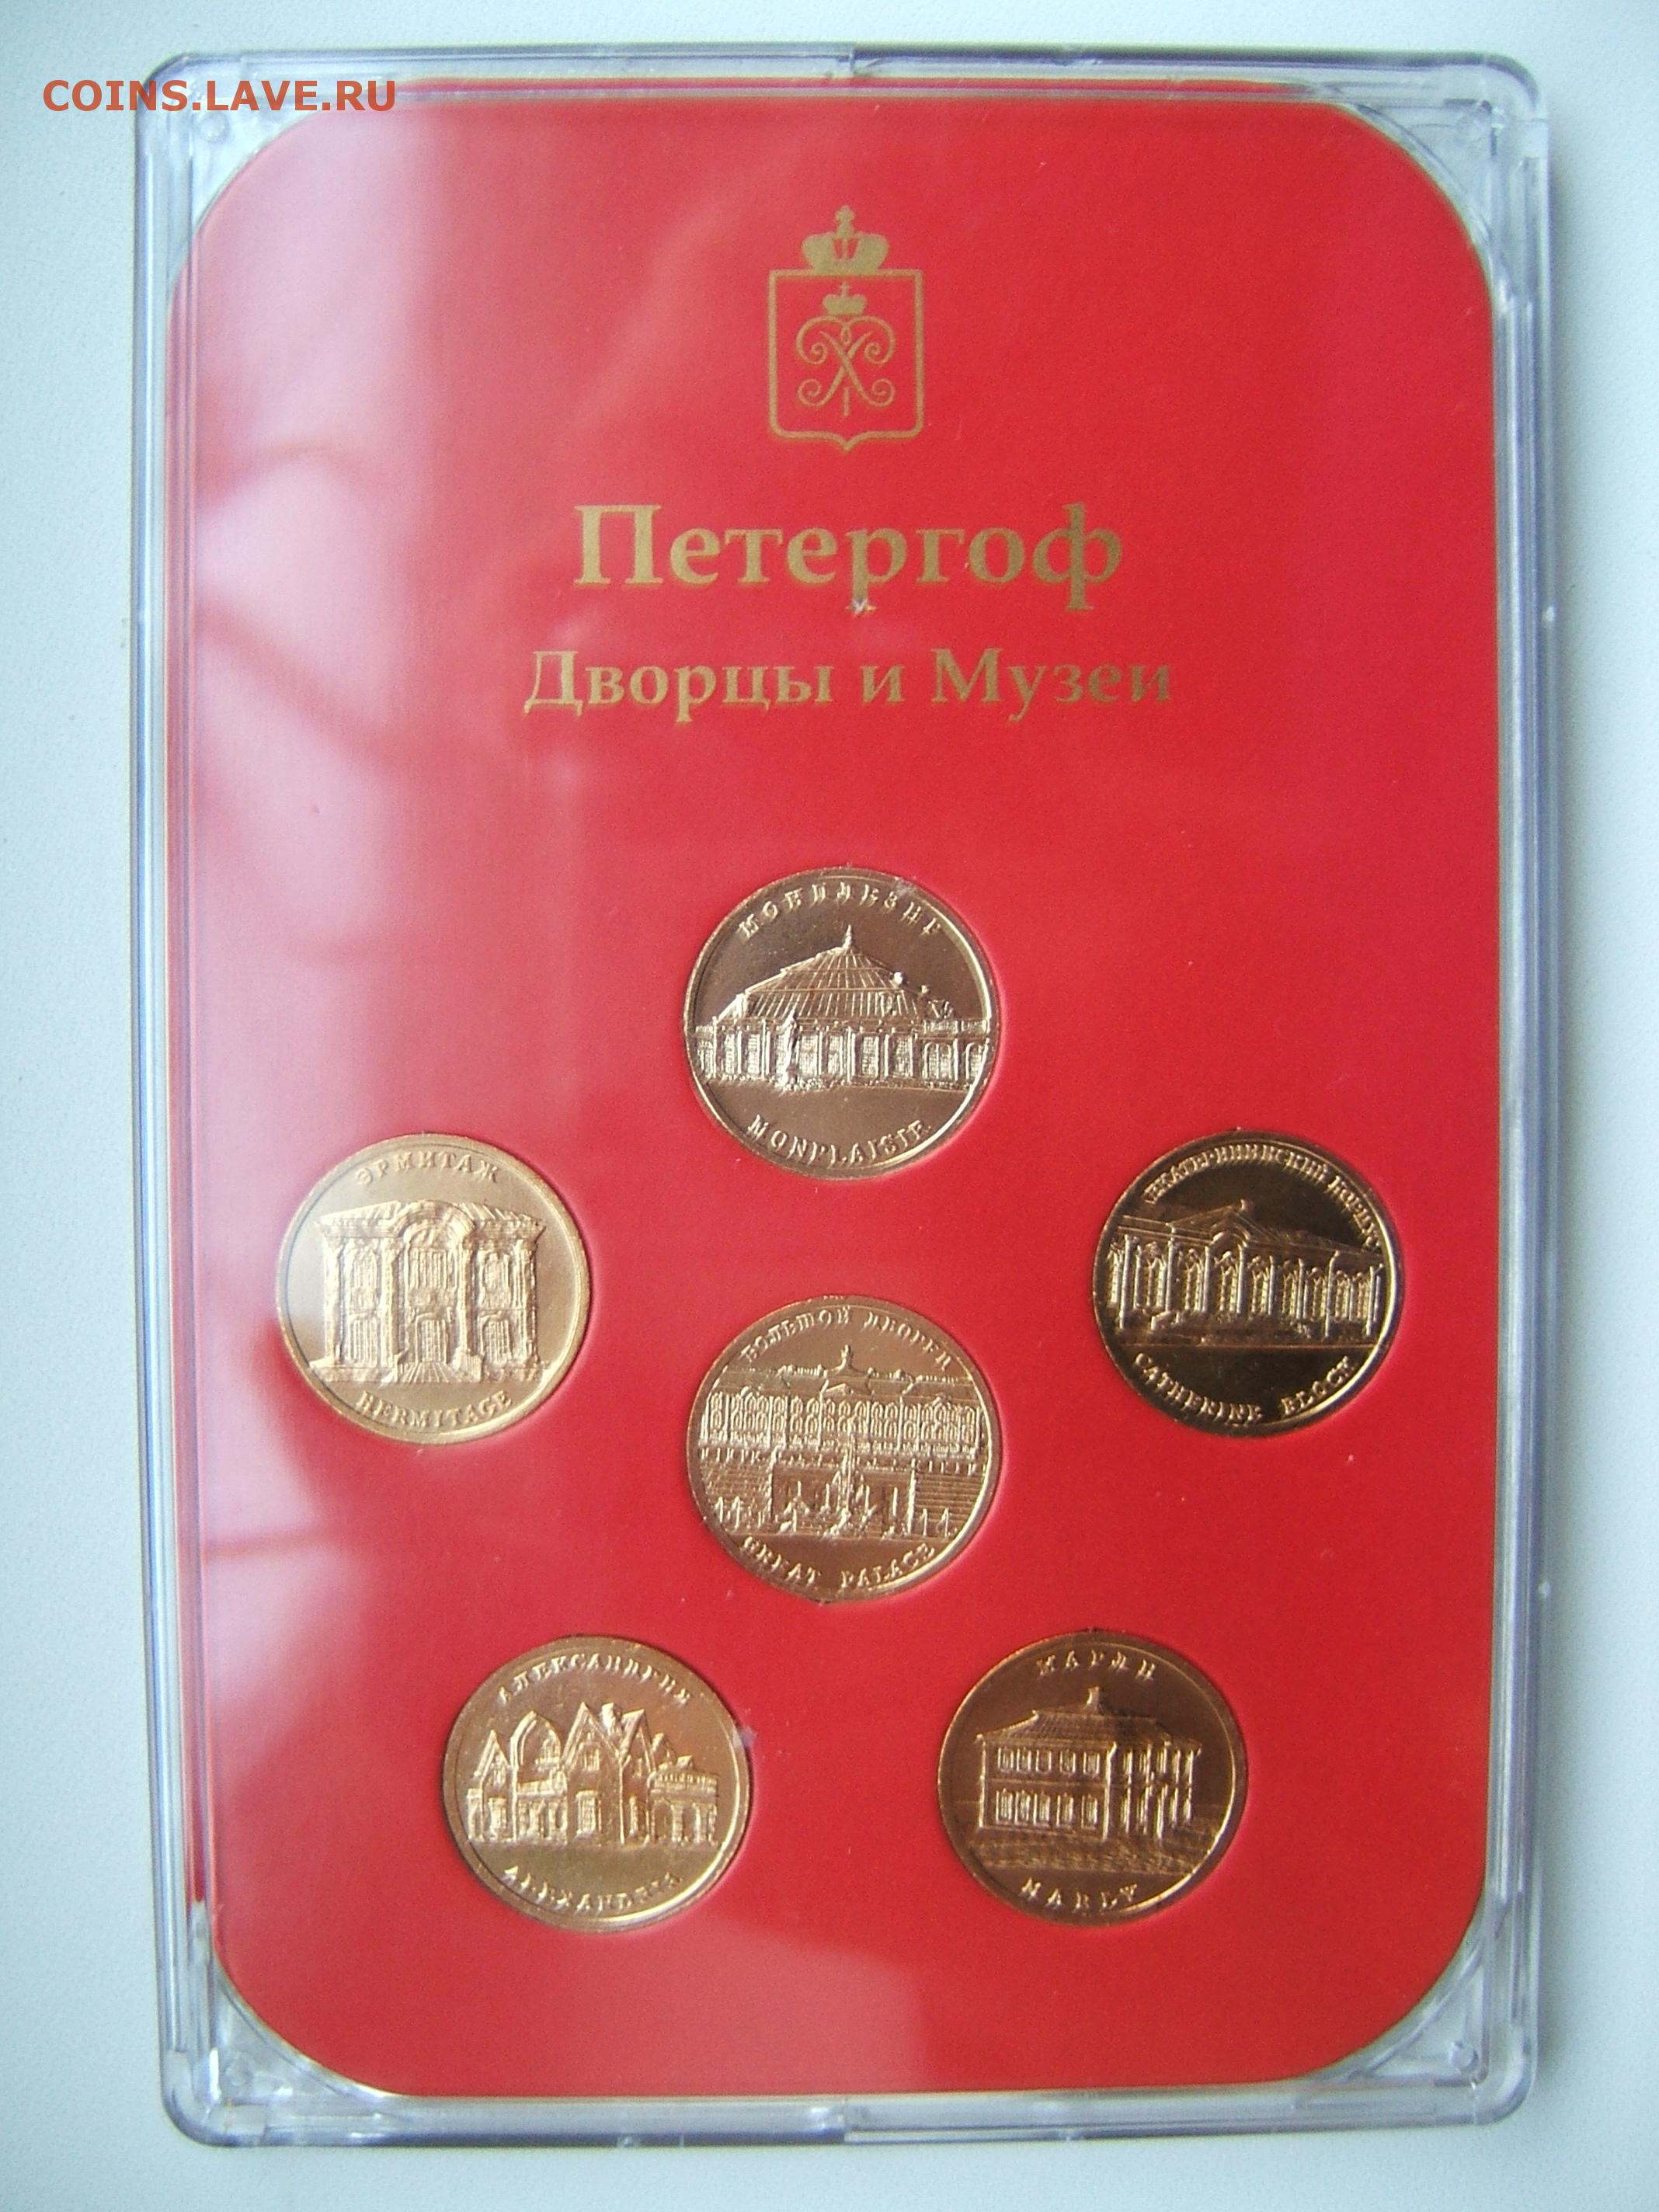 COINS.LAVE.RU
I
Петергоф
Дворцы и Музеи
МОНПЛЕЗИР
MONPLAISIR
ЭРМИТАЖ
HERMITAGE
ЕКАТЕРИНИНСКИЙ КОРПУС
CATHERINE BLOCK
БОЛЬШОЙ ДВОРЕЦ
GREAT PALACE
АЛЕКСАНДРИЯ
ALEXANDRIA
МАРЛИ
MARLY